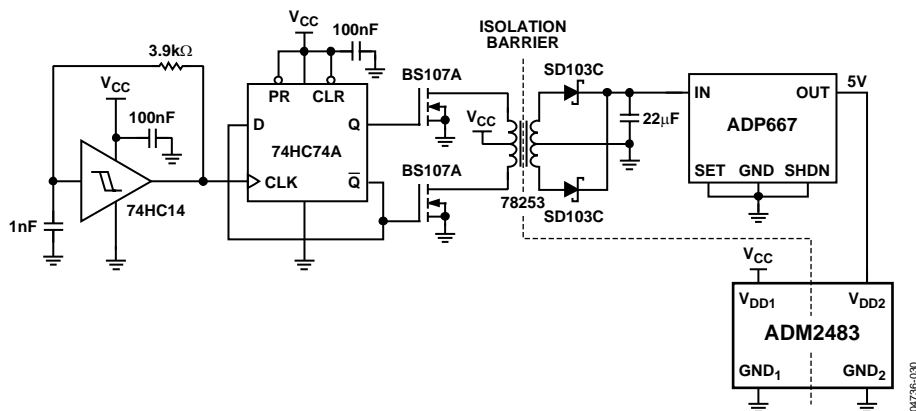 ISOLATION
BARRIER
VCC
100nF
3.9kΩ
VCC
100nF
PR CLR
D Q
74HC74A
CLK Q̅
74HC14
1nF
BS107A
VCC
BS107A
78253
SD103C
SD103C
22µF
IN OUT
ADP667
SET GND SHDN
5V
VCC
VDD1 VDD2
ADM2483
GND1 GND2
04736-030